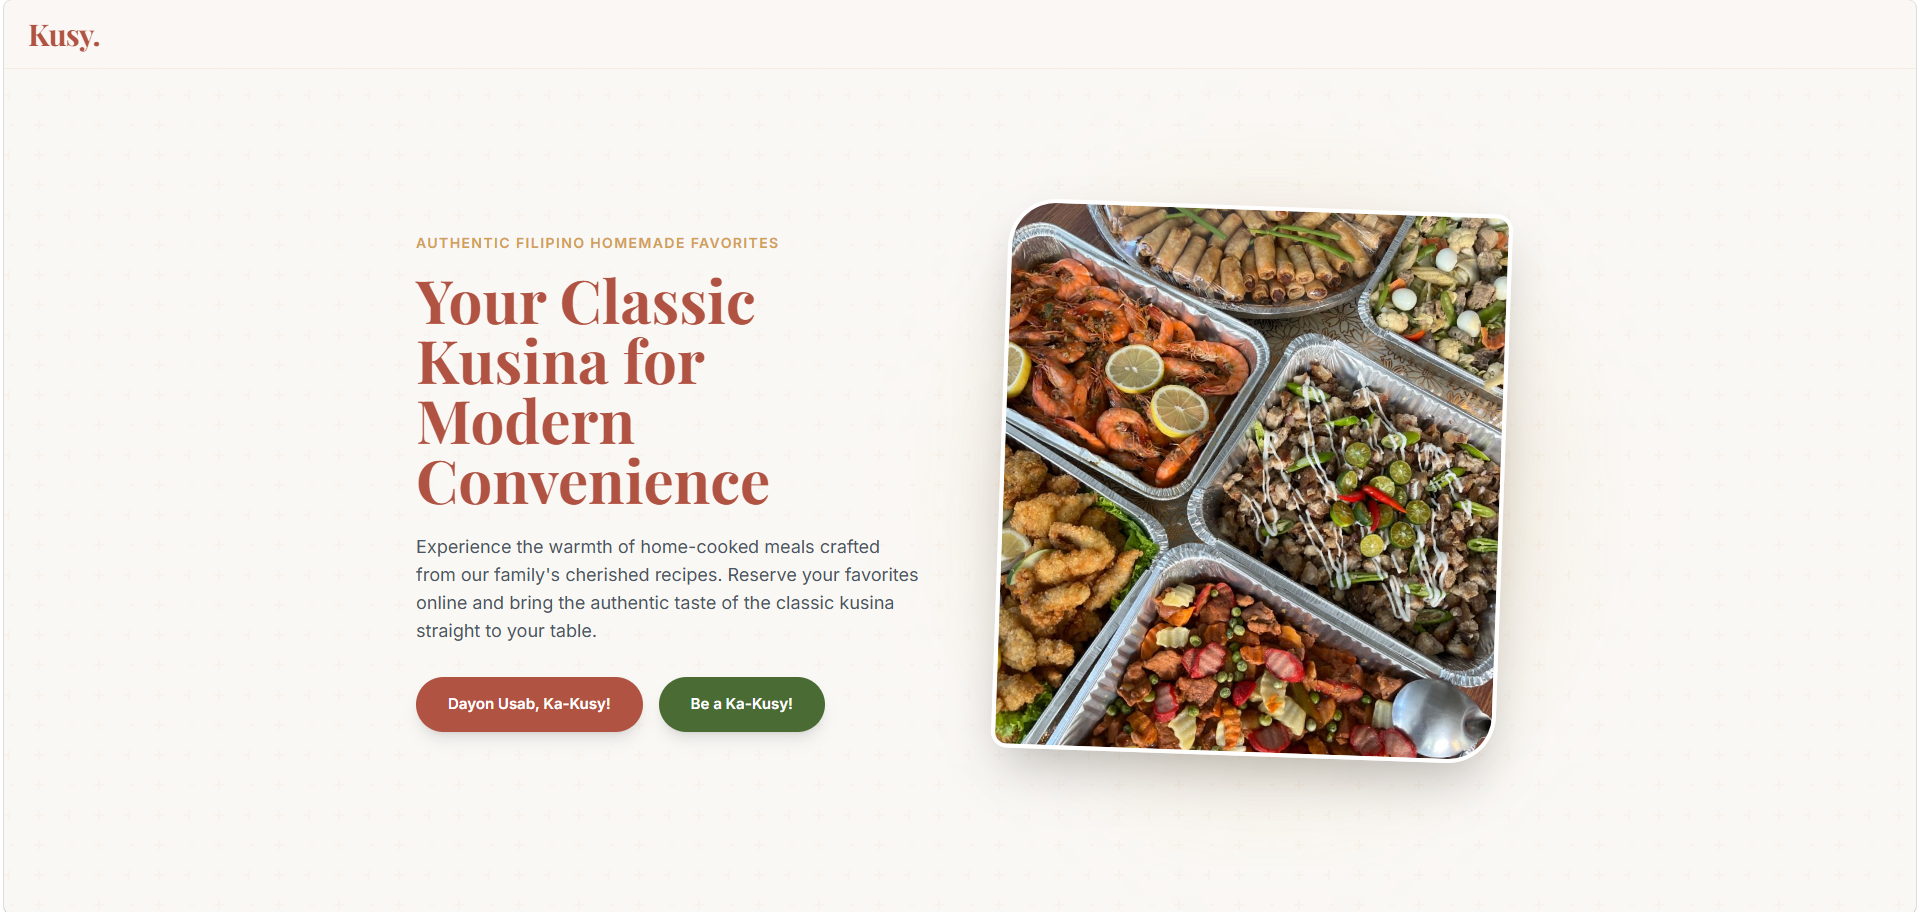 Kusy.
AUTHENTIC FILIPINO HOMEMADE FAVORITES
Your Classic
Kusina for
Modern
Convenience
Experience the warmth of home-cooked meals crafted
from our family's cherished recipes. Reserve your favorites
online and bring the authentic taste of the classic kusina
straight to your table.
Dayon Usab, Ka-Kusy!
Be a Ka-Kusy!